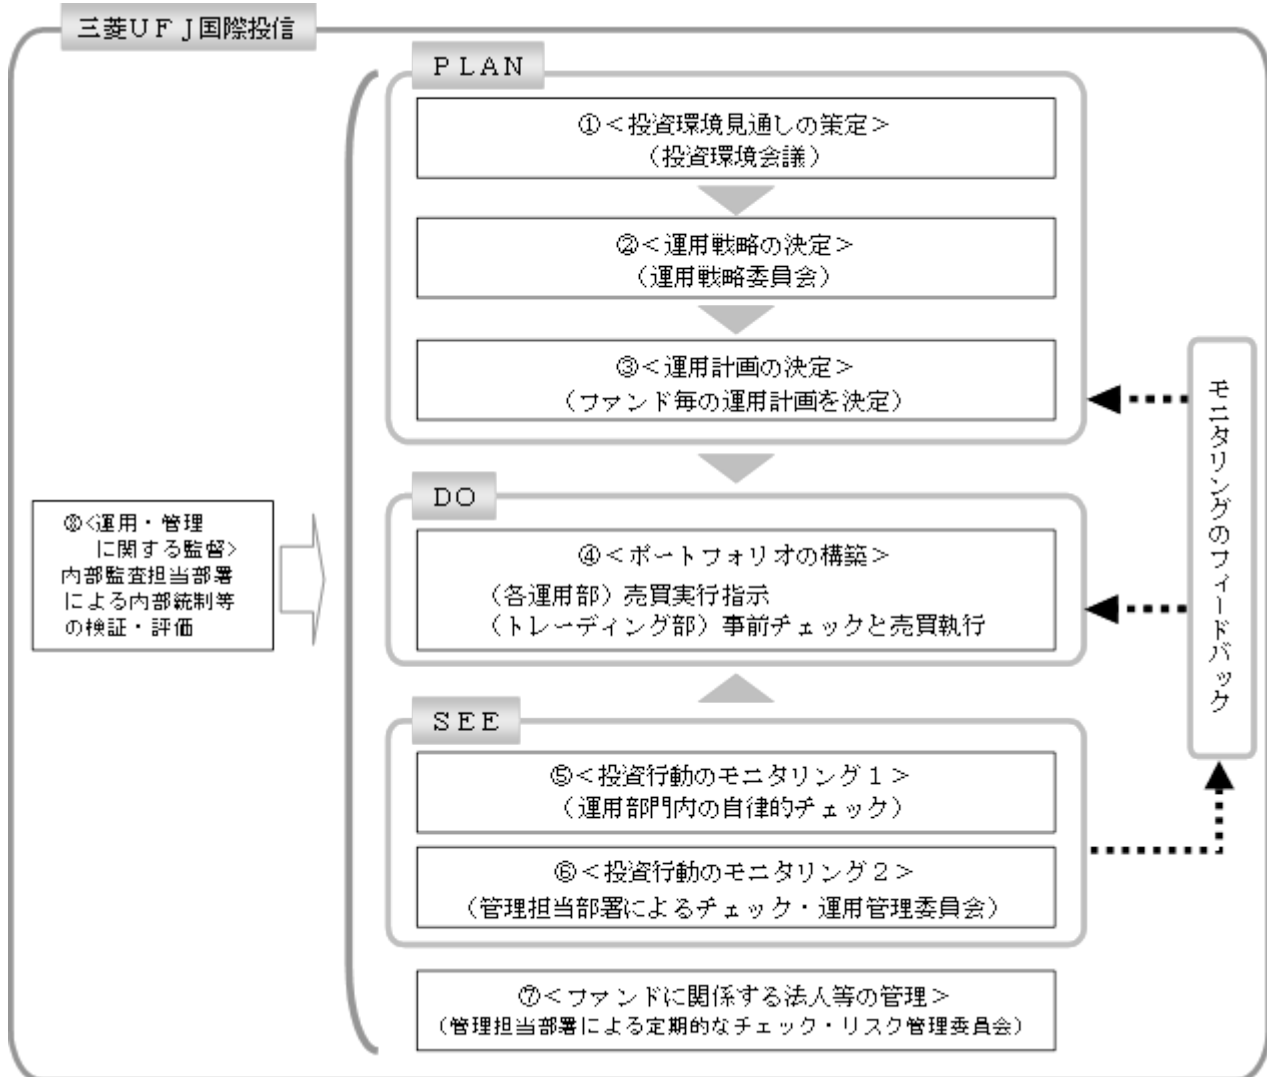 三菱ＵＦＪ国際投信
ＰＬＡＮ
①＜投資環境見通しの策定＞
（投資環境会議）
②＜運用戦略の決定＞
（運用戦略委員会）
③＜運用計画の決定＞
（ファンド毎の運用計画を決定）
ＤＯ
④＜ポートフォリオの構築＞
（各運用部）売買実行指示
（トレーディング部）事前チェックと売買執行
ＳＥＥ
⑤＜投資行動のモニタリング１＞
（運用部門内の自律的チェック）
⑥＜投資行動のモニタリング２＞
（管理担当部署によるチェック・運用管理委員会）
⑦＜ファンドに関係する法人等の管理＞
（管理担当部署による定期的なチェック・リスク管理委員会）
⑧＜運用・管理
に関する監督＞
内部監査担当部署
による内部統制等
の検証・評価
モニタリングのフィードバック